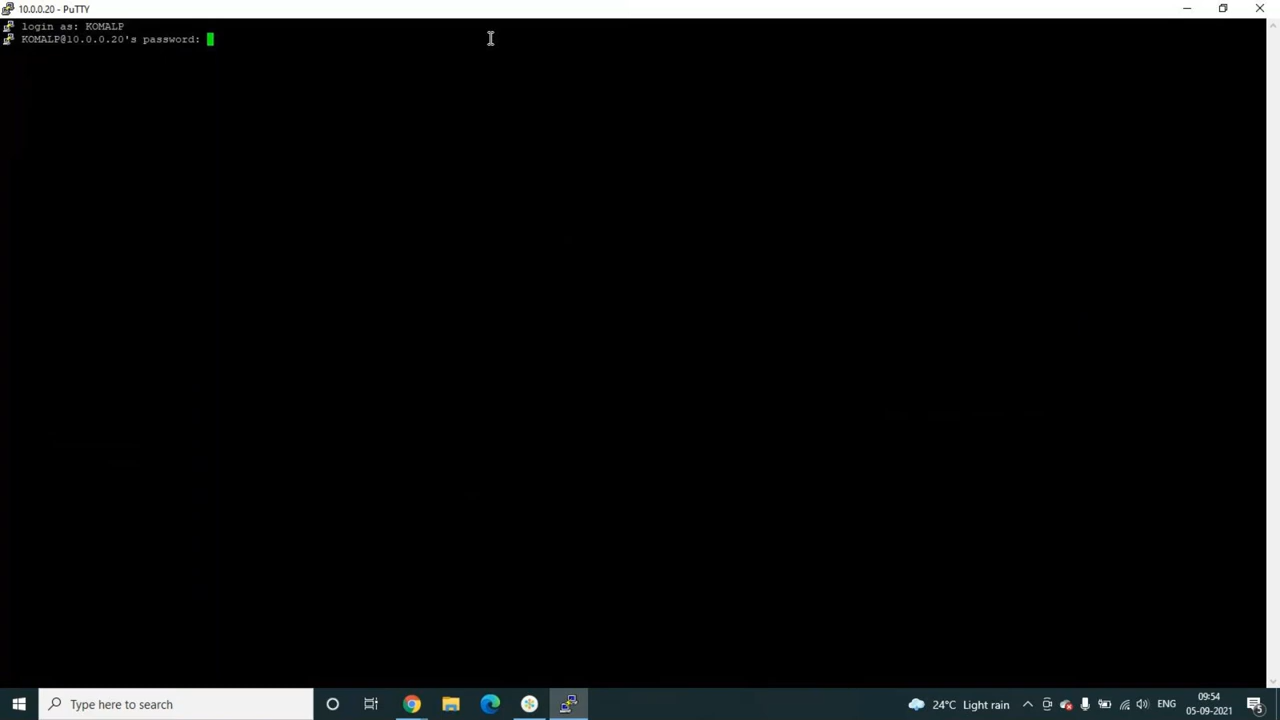 10.0.0.20 - PuTTY
login as: KOMALP
KOMALP@10.0.0.20's password:
Type here to search
24°C Light rain
ENG
09:54
05-09-2021
5